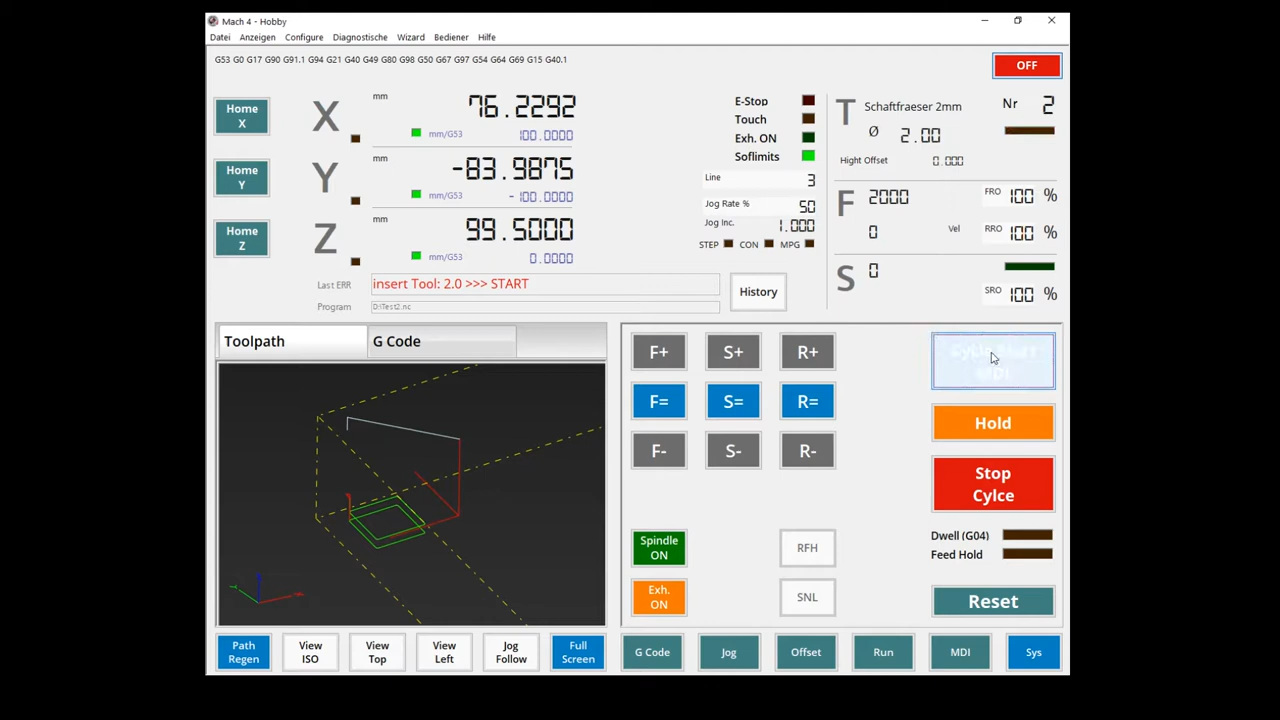 Mach 4 - Hobby
Datei Anzeigen Configure Diagnostische Wizard Bediener Hilfe
G53 G0 G17 G90 G91.1 G94 G21 G40 G49 G80 G98 G50 G67 G97 G54 G64 G69 G15 G40.1
OFF
Home X
X
mm
76.2292
mm/G53
100.0000
Home Y
Y
mm
-83.9875
mm/G53
-100.0000
Home Z
Z
mm
99.5000
mm/G53
0.0000
E-Stop
Touch
Exh. ON
Soflimits
Line 3
Jog Rate % 50
Jog Inc. 1.000
STEP CON MPG
T Schaftfraeser 2mm Nr 2
Ø 2.00
Hight Offset 0.000
F 2000 FRO 100 %
0 Vel RRO 100 %
S 0
SRO 100 %
Last ERR insert Tool: 2.0 >>> START
Program D:\Test2.nc
History
Toolpath G Code
F+ S+ R+
F= S= R=
F- S- R-
Spindle ON
RFH
Exh. ON
SNL
Cycle Start
MDI
Hold
Stop
Cylce
Dwell (G04)
Feed Hold
Reset
Path Regen
View ISO
View Top
View Left
Jog Follow
Full Screen
G Code Jog Offset Run MDI Sys